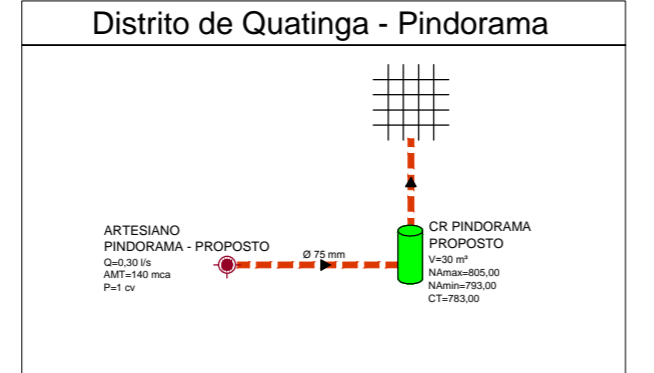 Distrito de Quatinga - Pindorama
ARTESIANO
PINDORAMA - PROPOSTO
Q=0,30 l/s
AMT=140 mca
P=1 cv
Ø 75 mm
CR PINDORAMA
PROPOSTO
V=30 m³
NAmax=805,00
NAmin=793,00
CT=783,00